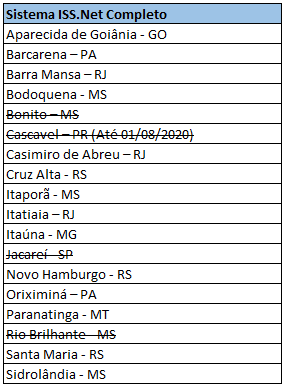 Sistema ISS.Net Completo
Aparecida de Goiânia - GO
Barcarena – PA
Barra Mansa – RJ
Bodoquena - MS
Bonito – MS
Cascavel – PR (Até 01/08/2020)
Casimiro de Abreu – RJ
Cruz Alta - RS
Itaporã - MS
Itatiaia – RJ
Itaúna - MG
Jacareí - SP
Novo Hamburgo - RS
Oriximiná – PA
Paranatinga - MT
Rio Brilhante - MS
Santa Maria - RS
Sidrolândia - MS